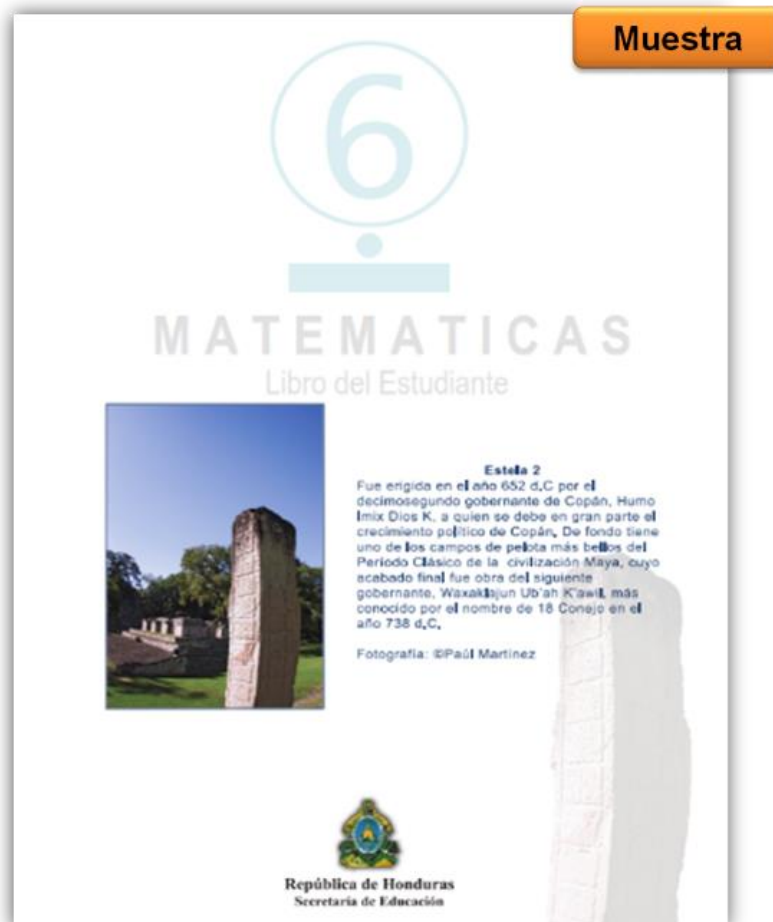 Muestra
6
MATEMATICAS
Libro del Estudiante
Estela 2
Fue erigida en el año 652 d.C por el
decimosegundo gobernante de Copán, Humo
Imix Dios K, a quien se debe en gran parte el
crecimiento político de Copán. De fondo tiene
uno de los campos de pelota más bellos del
Período Clásico de la civilización Maya, cuyo
acabado final fue obra del siguiente
gobernante, Waxaklajun Ub'ah K'awil, más
conocido por el nombre de 18 Conejo en el
año 738 d.C.
Fotografía: ©Paúl Martínez
República de Honduras
Secretaría de Educación